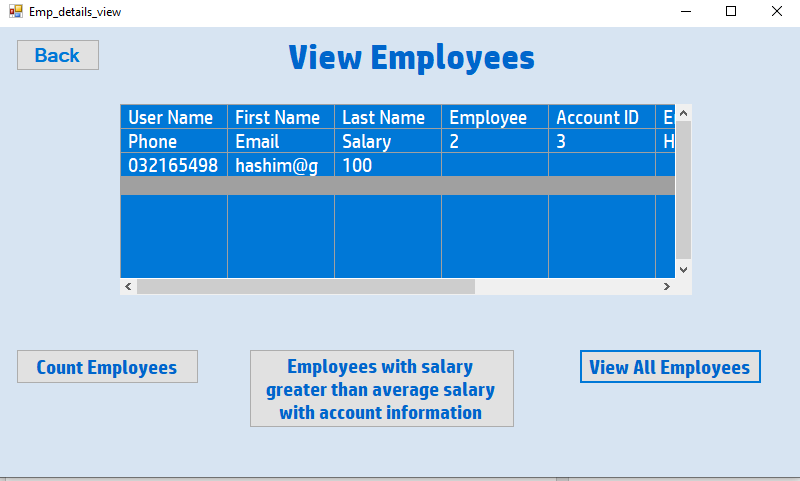 Emp_details_view
Back
View Employees
User Name First Name Last Name Employee Account ID
Phone Email Salary 2 3 H
032165498 hashim@g 100
Count Employees
Employees with salary
greater than average salary
with account information
View All Employees